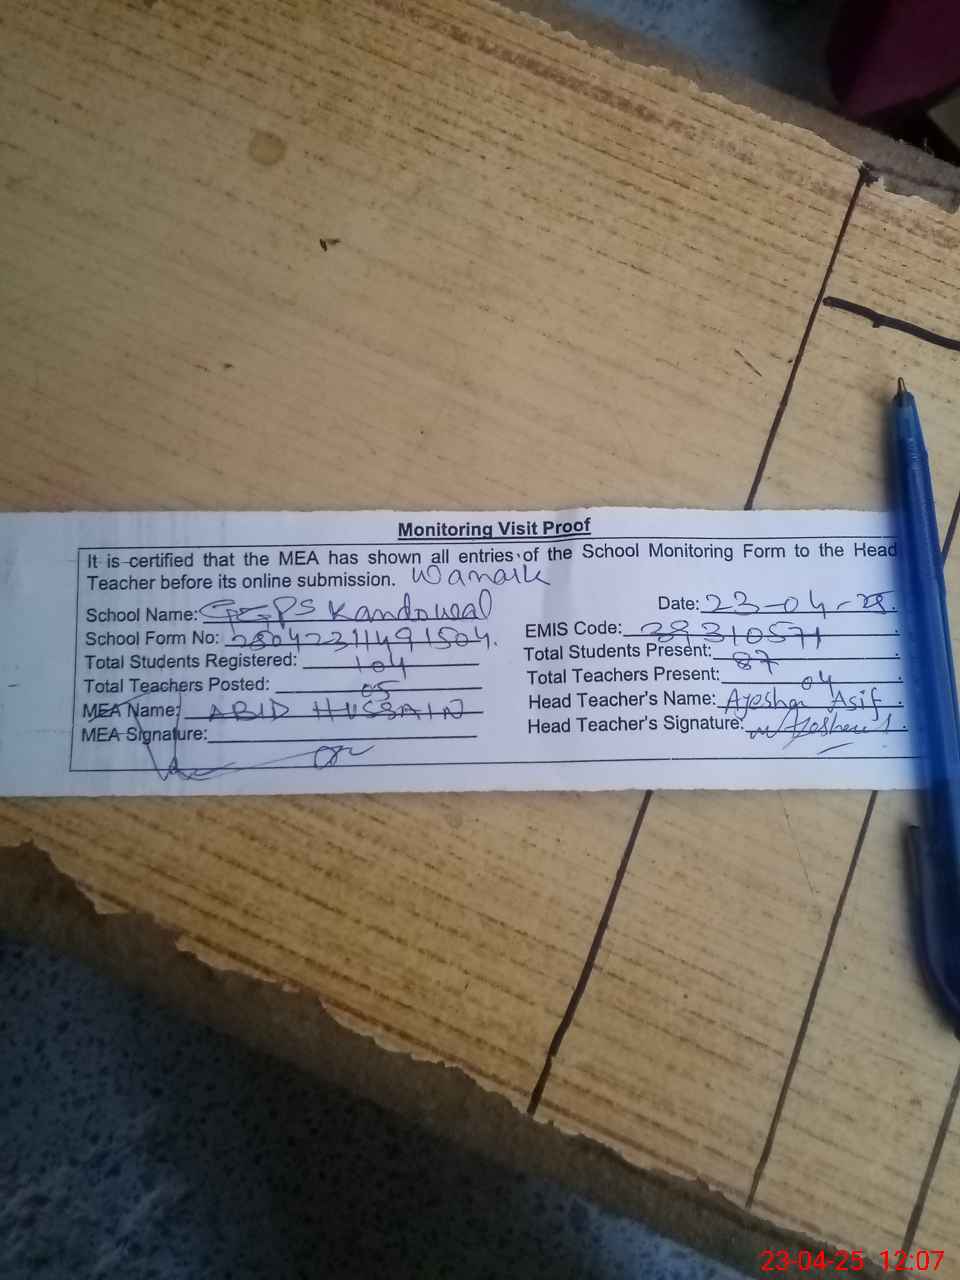 Monitoring Visit Proof
It is certified that the MEA has shown all entries of the School Monitoring Form to the Head
Teacher before its online submission.
School Name: GGPS Kandowal
Date: 23-04-25.
School Form No: 28042311491504.
EMIS Code: 39310571
Total Students Registered: 104
Total Students Present: 87
Total Teachers Posted: 05
Total Teachers Present: 04
MEA Name: ABID HUSSAIN
Head Teacher's Name: Ayesha Asif
MEA Signature:
Head Teacher's Signature:
23-04-25 12:07